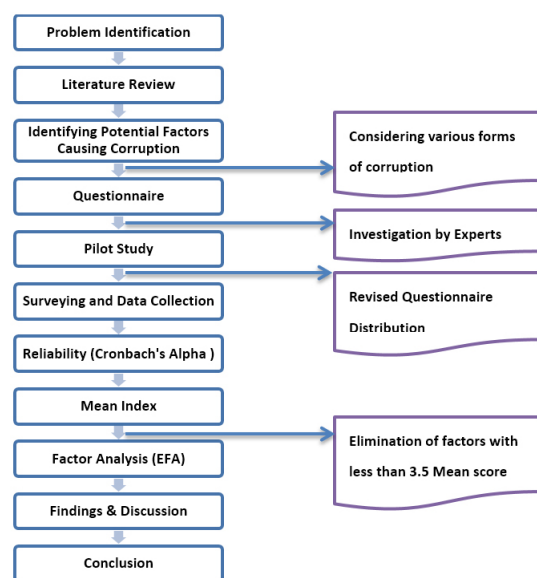 Problem Identification
Literature Review
Identifying Potential Factors
Causing Corruption
Considering various forms
of corruption
Questionnaire
Investigation by Experts
Pilot Study
Revised Questionnaire
Distribution
Surveying and Data Collection
Reliability (Cronbach's Alpha )
Mean Index
Elimination of factors with
less than 3.5 Mean score
Factor Analysis (EFA)
Findings & Discussion
Conclusion